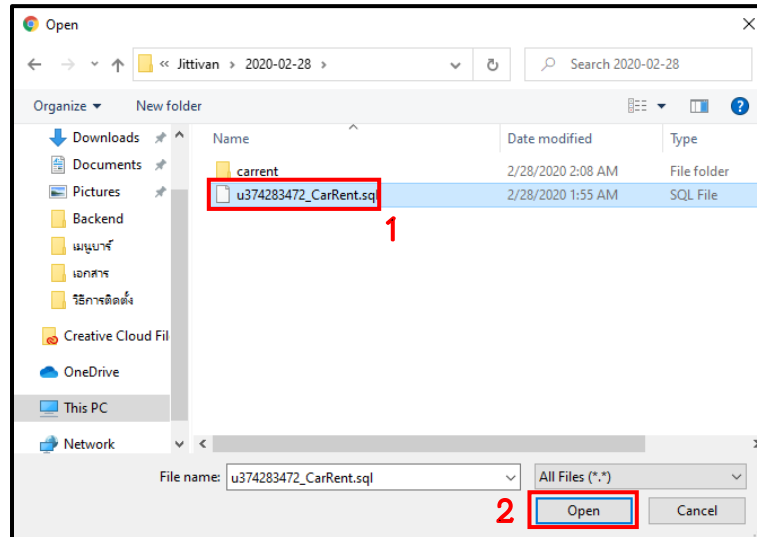 Open
« Jittivan › 2020-02-28 ›
Search 2020-02-28
Organize New folder
Downloads
Documents
Pictures
Backend
เมนูบาร์
เอกสาร
วิธีการติดตั้ง
Creative Cloud Fil
OneDrive
This PC
Network
Name Date modified Type
carrent 2/28/2020 2:08 AM File folder
u374283472_CarRent.sql 2/28/2020 1:55 AM SQL File
1
File name: u374283472_CarRent.sql All Files (*.*)
2 Open Cancel